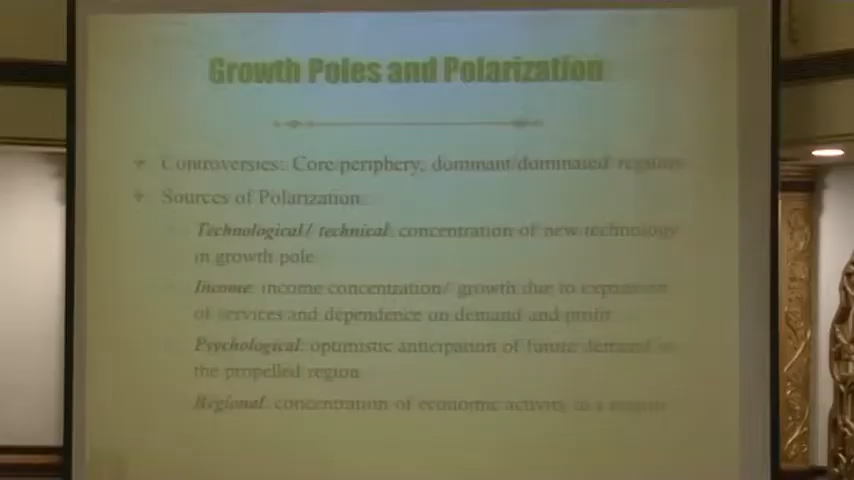 Growth Poles and Polarization
Controversies: Core/periphery, dominant/dominated regions
Sources of Polarization:
Technological/ technical: concentration of new technology
in growth pole
Income: income concentration/ growth due to expansion
of services and dependence on demand and profit
Psychological: optimistic anticipation of future demand in
the propelled region
Regional: concentration of economic activity in a